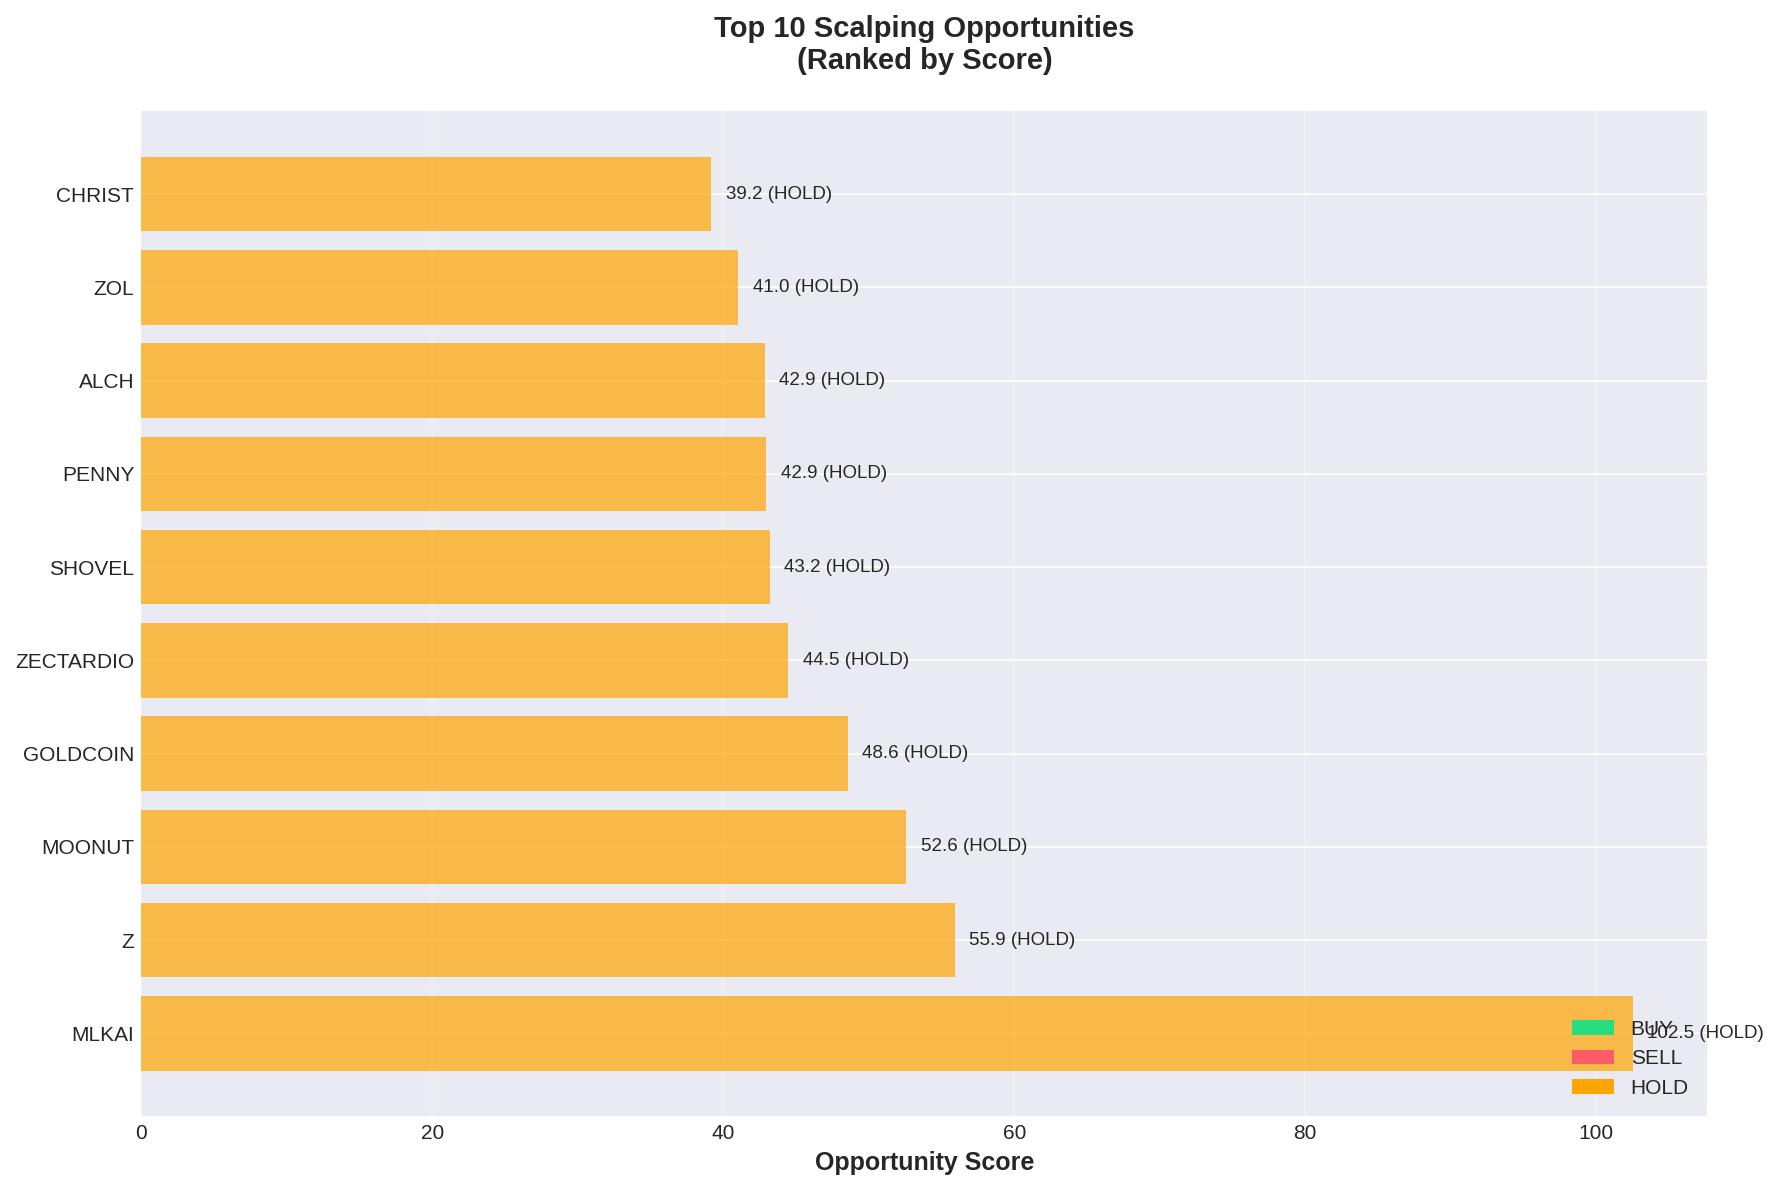 Top 10 Scalping Opportunities
(Ranked by Score)
CHRIST
39.2 (HOLD)
ZOL
41.0 (HOLD)
ALCH
42.9 (HOLD)
PENNY
42.9 (HOLD)
SHOVEL
43.2 (HOLD)
ZECTARDIO
44.5 (HOLD)
GOLDCOIN
48.6 (HOLD)
MOONUT
52.6 (HOLD)
Z
55.9 (HOLD)
MLKAI
102.5 (HOLD)
BUY
SELL
HOLD
0 20 40 60 80 100
Opportunity Score